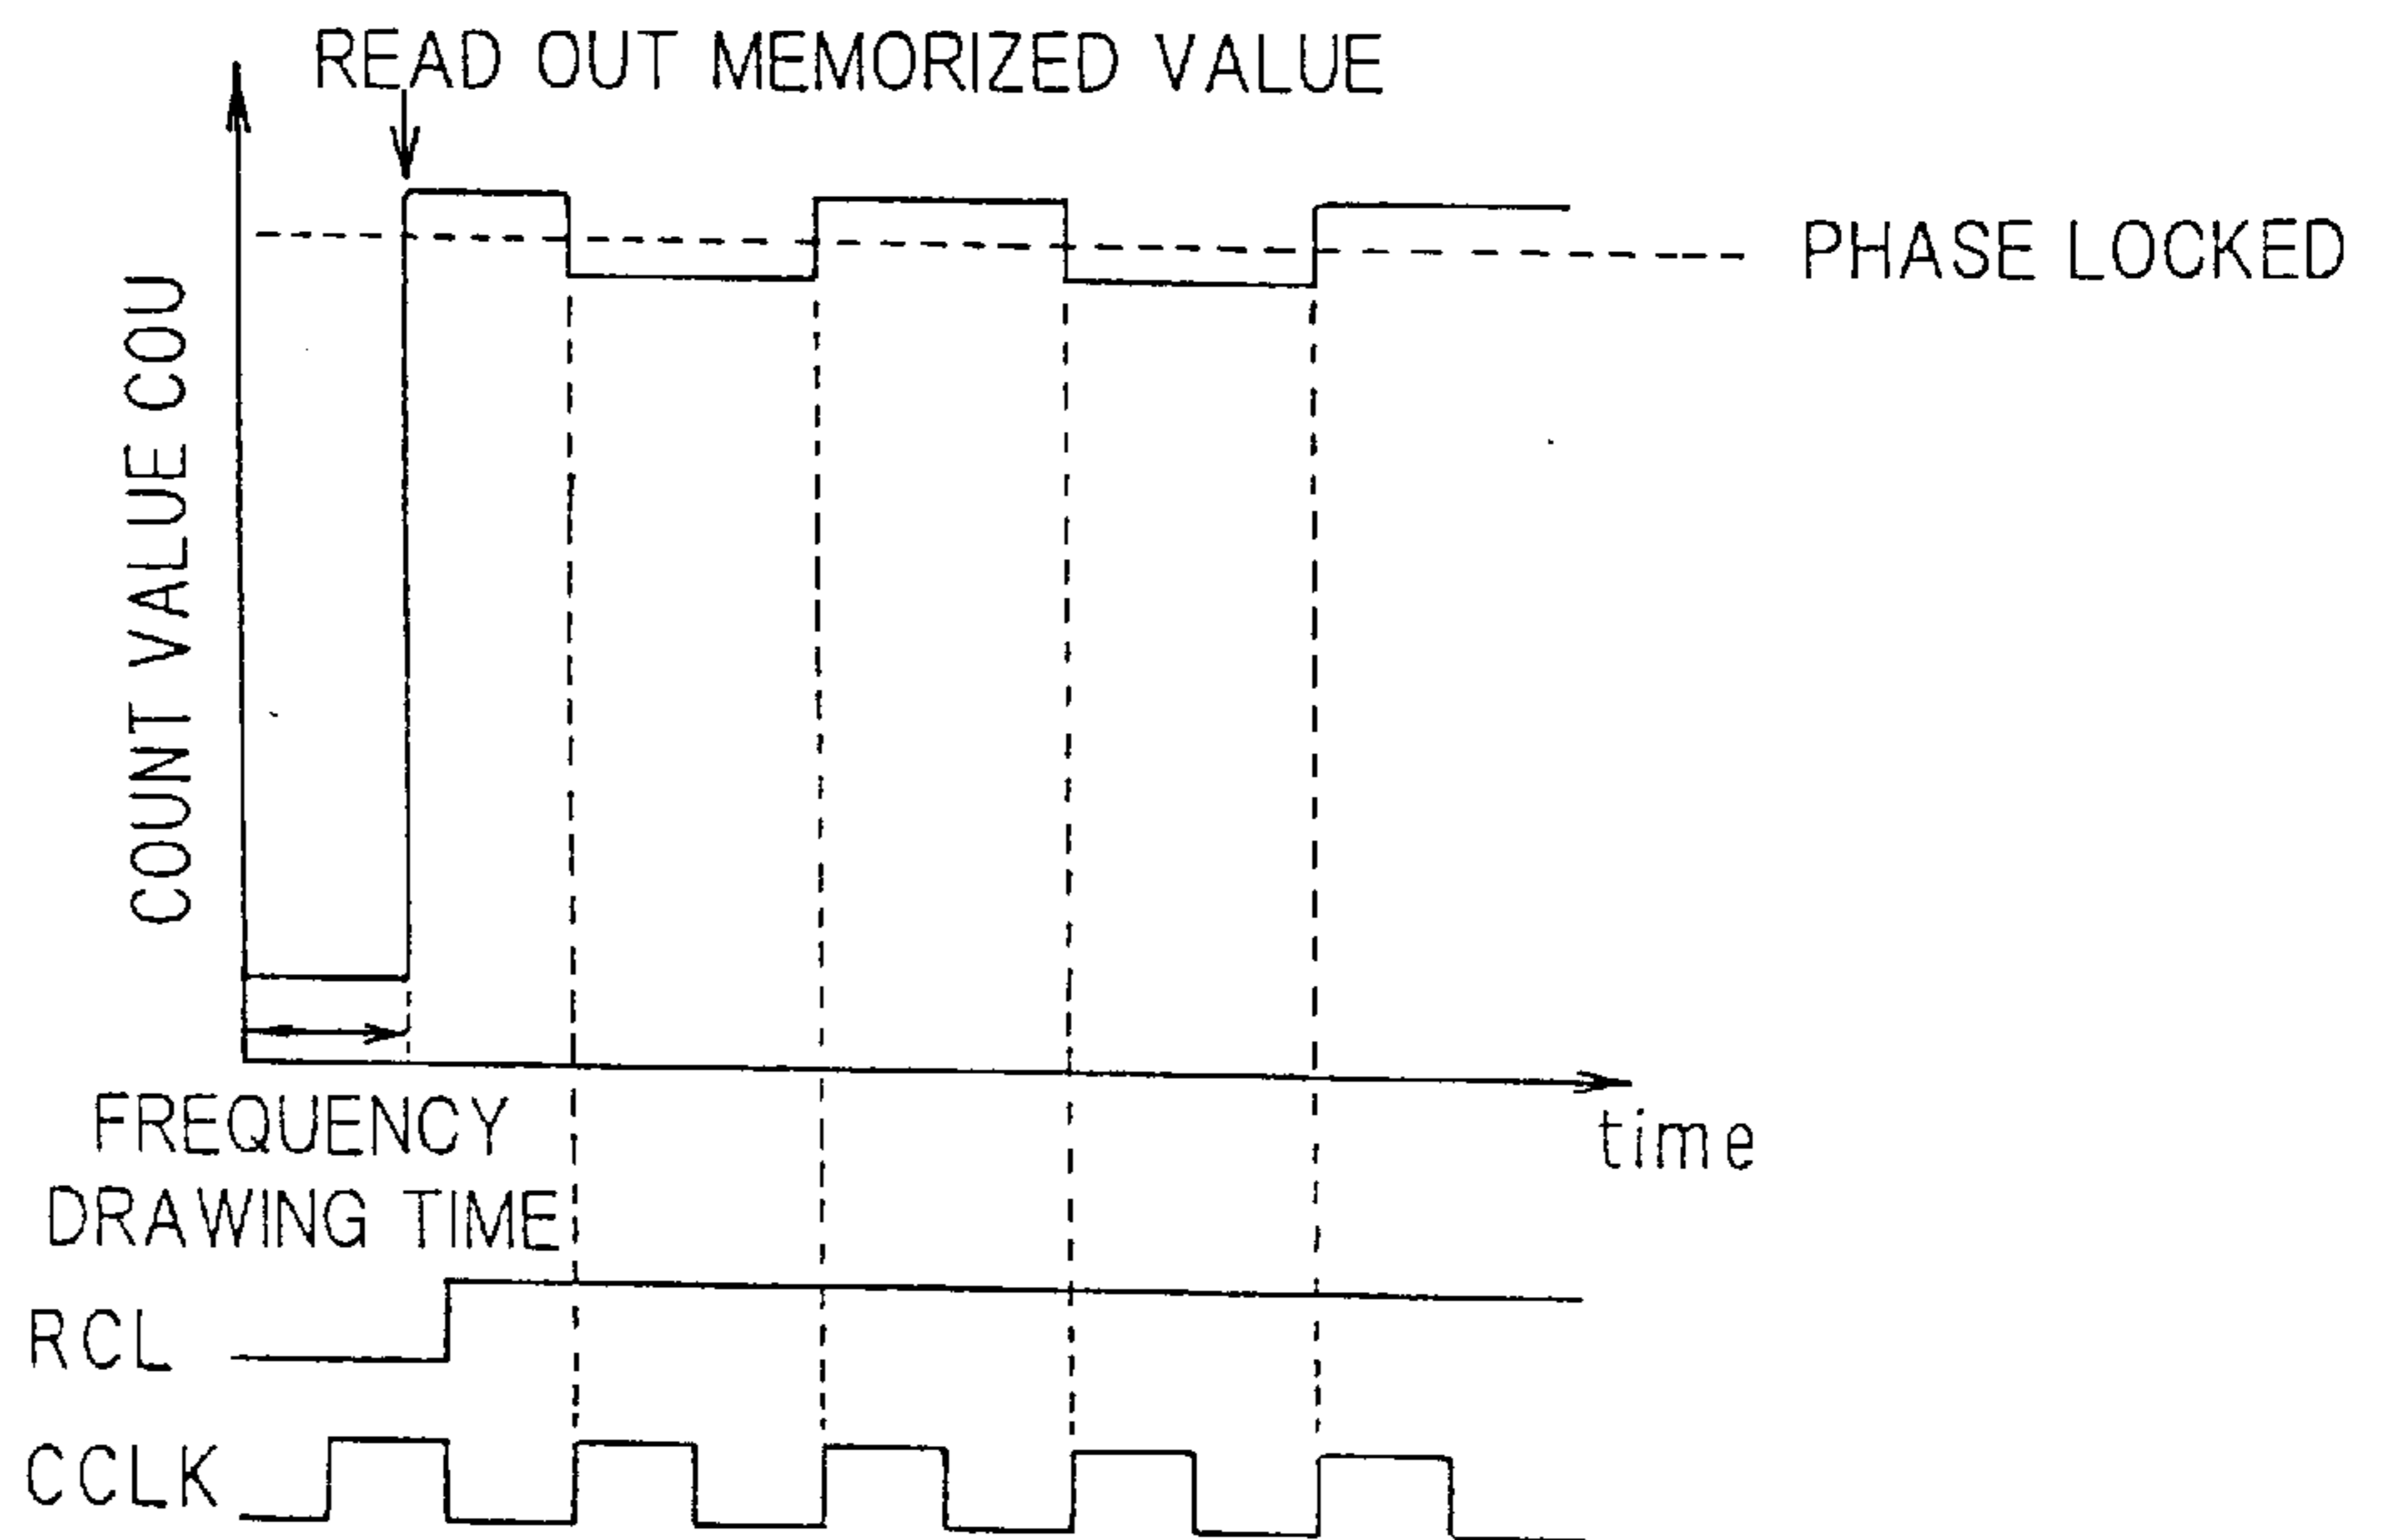 READ OUT MEMORIZED VALUE
PHASE LOCKED
COUNT VALUE COU
time
FREQUENCY
DRAWING TIME
RCL
CCLK